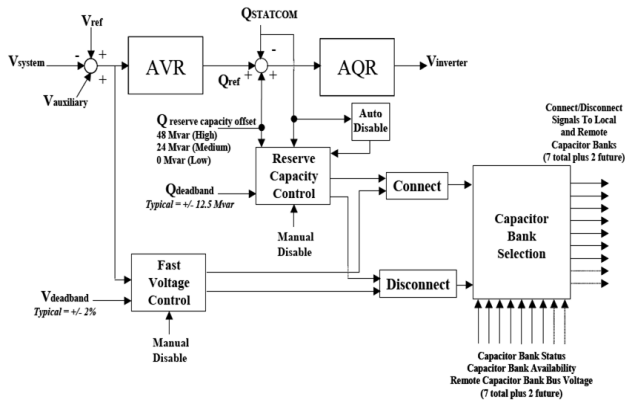 QSTATCOM
Vref
- +
Vsystem
+
AVR
Qref
-
+ +
AQR
Vinverter
Vauxiliary
Connect/Disconnect
Signals To Local
and Remote
Capacitor Banks
(7 total plus 2 future)
Q reserve capacity offset
48 Mvar (High)
24 Mvar (Medium)
0 Mvar (Low)
Auto
Disable
Reserve
Capacity
Control
Qdeadband
Typical = +/- 12.5 Mvar
Connect
Manual
Disable
Capacitor
Bank
Selection
Fast
Voltage
Control
Disconnect
Vdeadband
Typical = +/- 2%
Manual
Disable
Capacitor Bank Status
Capacitor Bank Availability
Remote Capacitor Bank Bus Voltage
(7 total plus 2 future)